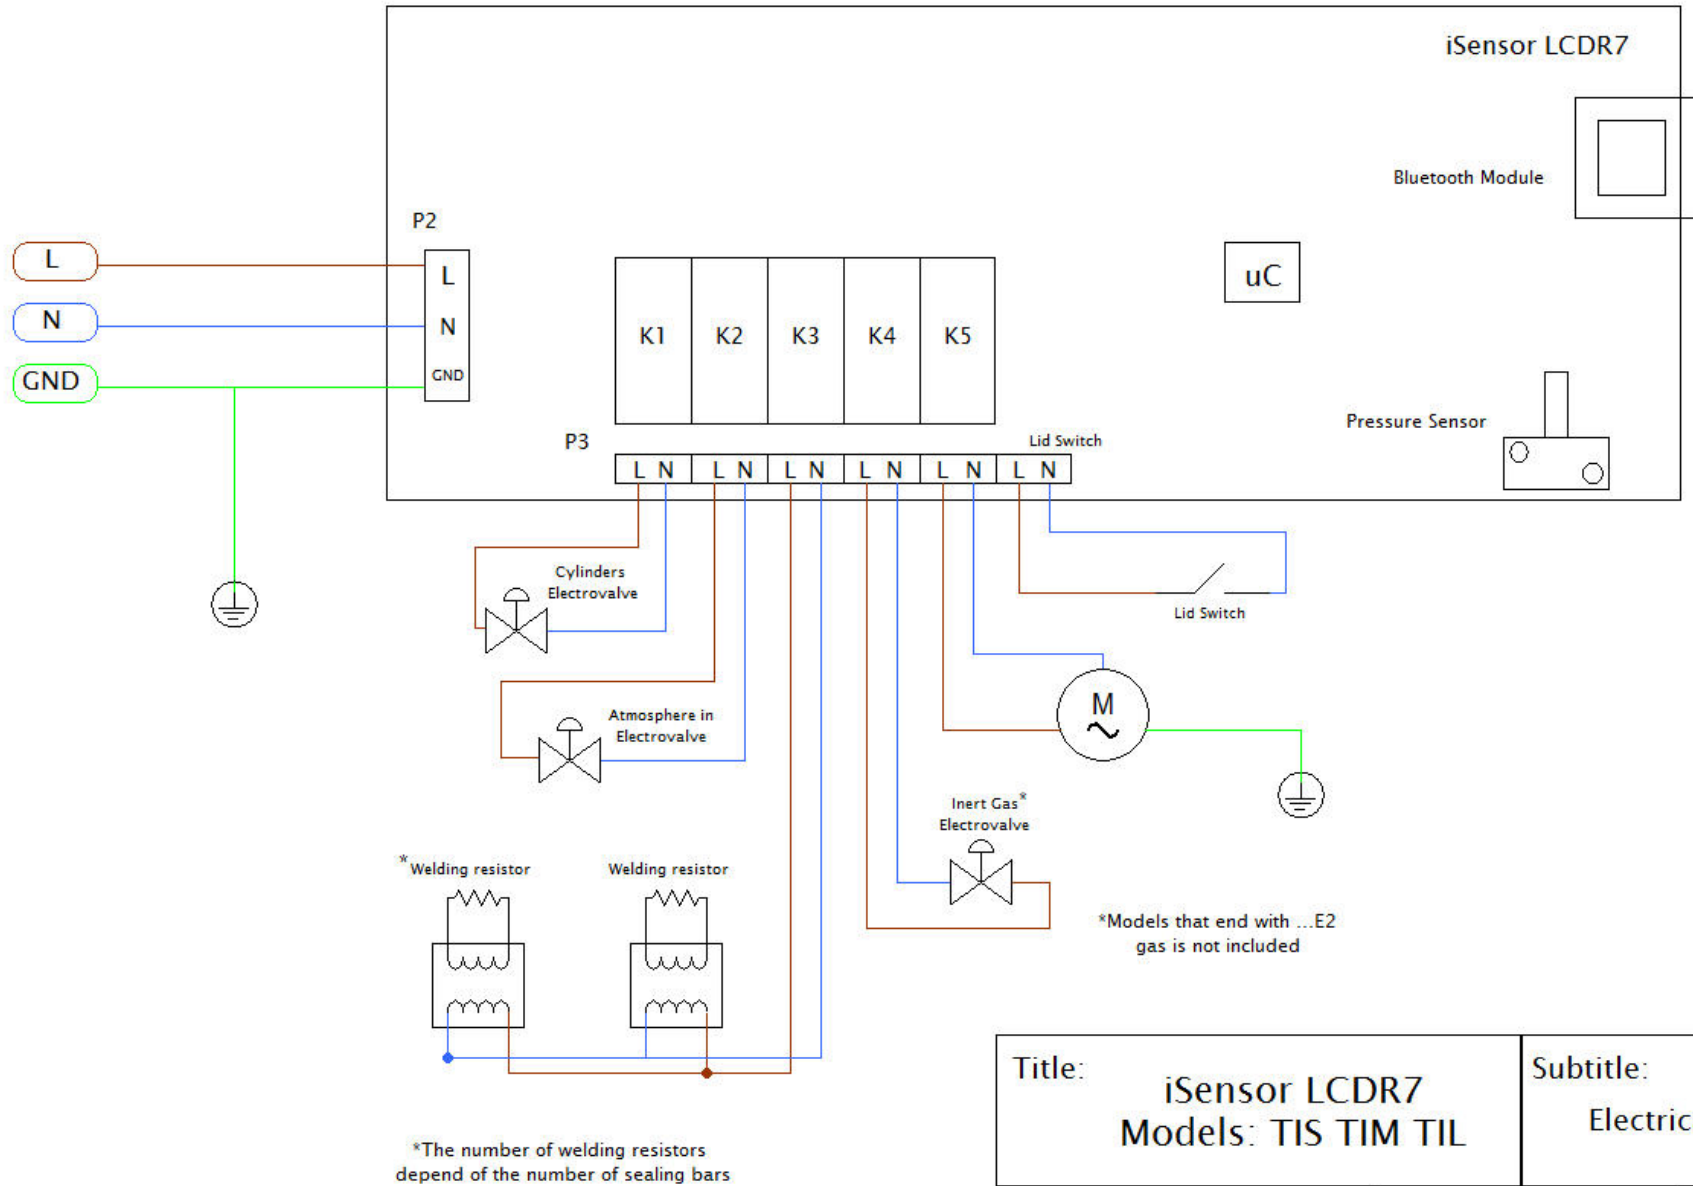 iSensor LCDR7
Bluetooth Module
P2
L
L
N
N
GND
GND
uC
K1 K2 K3 K4 K5
Pressure Sensor
P3
Lid Switch
L N L N L N L N L N L N
Cylinders
Electrovalve
Lid Switch
Atmosphere in
Electrovalve
M
Inert Gas*
Electrovalve
*Welding resistor
Welding resistor
*Models that end with ...E2
gas is not included
Title:
iSensor LCDR7
Models: TIS TIM TIL
Subtitle:
Electric
*The number of welding resistors
depend of the number of sealing bars